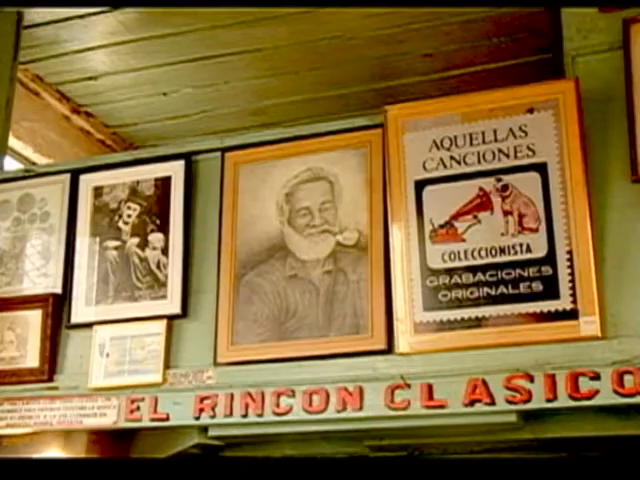 AQUELLAS
CANCIONES
COLECCIONISTA
GRABACIONES
ORIGINALES
EL RINCON CLASICO